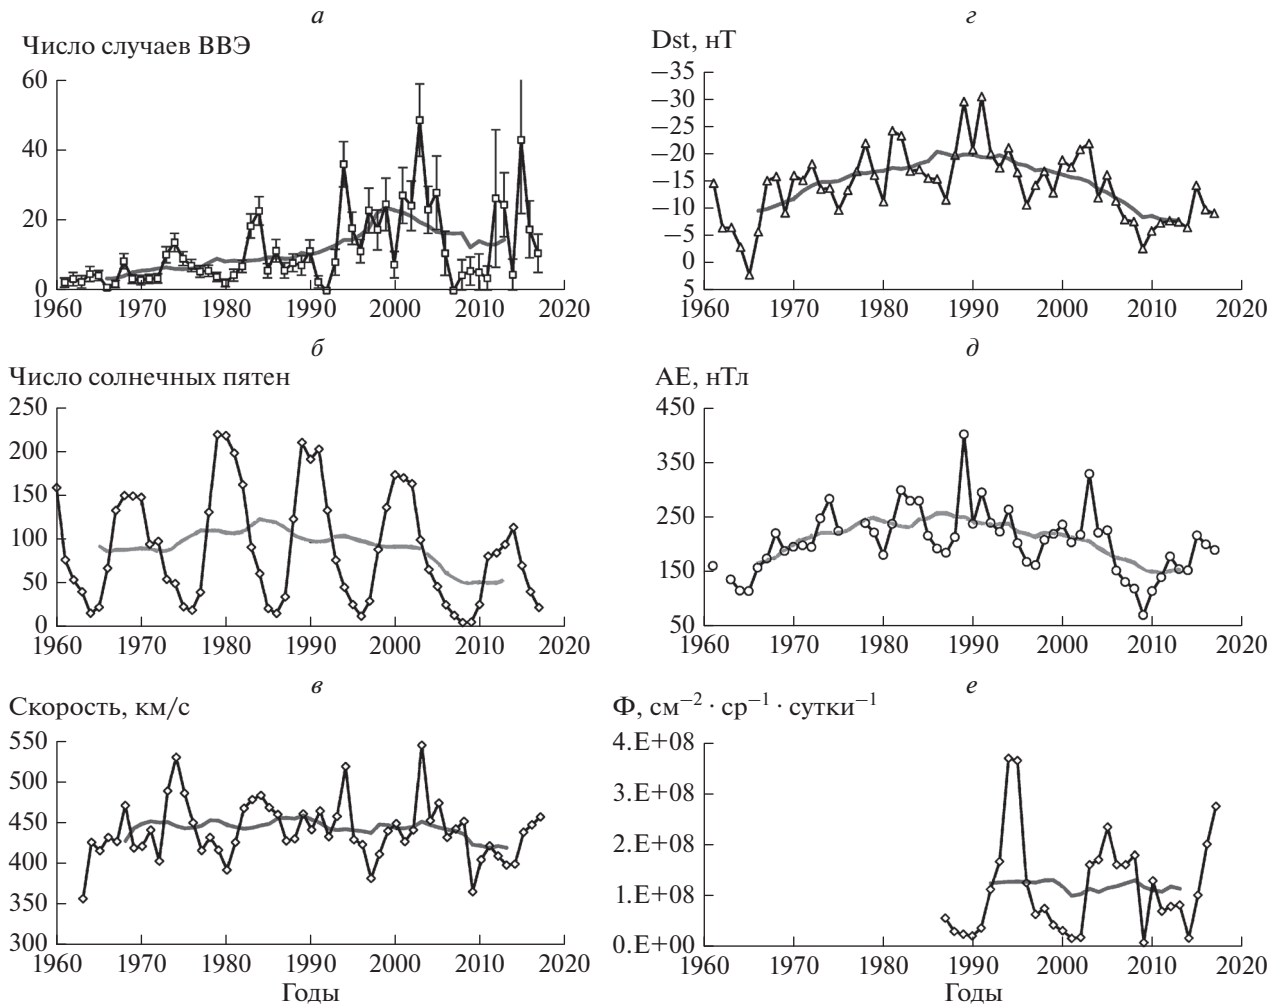 а
Число случаев ВВЭ
60
40
20
0
1960 1970 1980 1990 2000 2010 2020
б
Число солнечных пятен
250
200
150
100
50
0
1960 1970 1980 1990 2000 2010 2020
в
Скорость, км/с
550
500
450
400
350
300
1960 1970 1980 1990 2000 2010 2020
Годы
г
Dst, нТ
−35
−30
−25
−20
−15
−10
−5
0
5
1960 1970 1980 1990 2000 2010 2020
д
AE, нТл
450
350
250
150
50
1960 1970 1980 1990 2000 2010 2020
е
Ф, см⁻² · ср⁻¹ · сутки⁻¹
4.E+08
3.E+08
2.E+08
1.E+08
0.E+00
1960 1970 1980 1990 2000 2010 2020
Годы